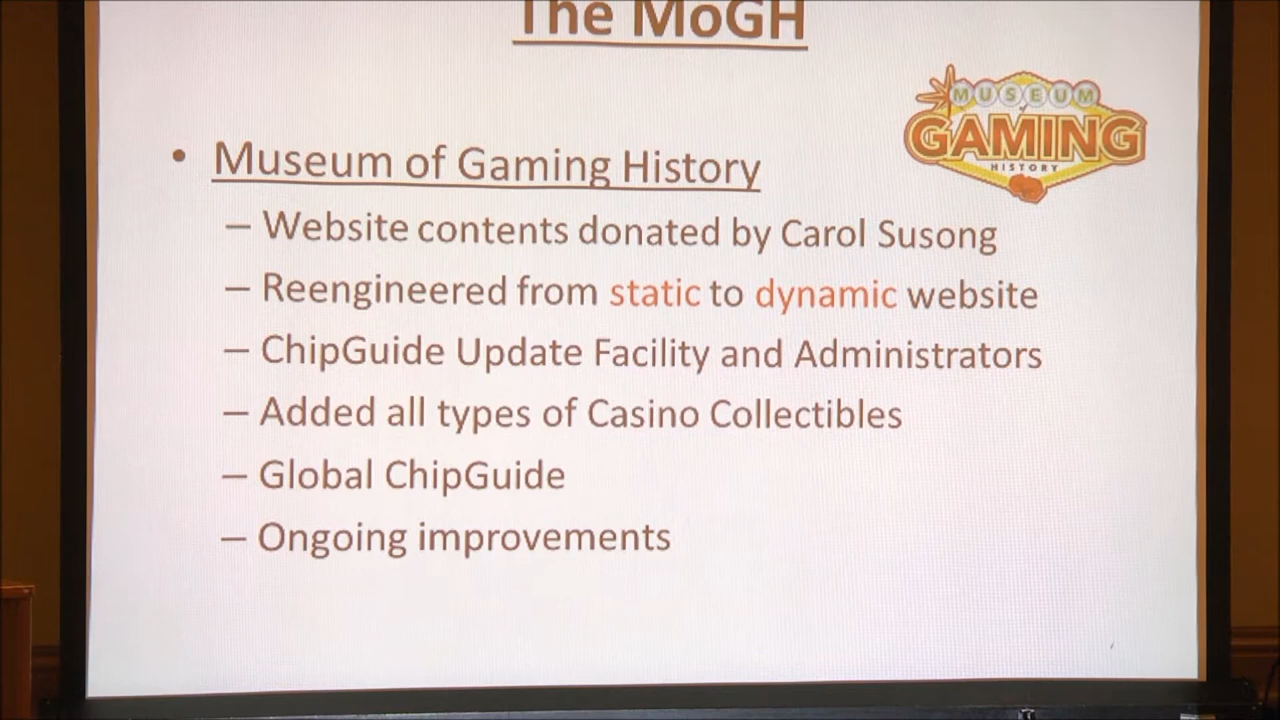 The MoGH
MUSEUM
of
GAMING
HISTORY
• Museum of Gaming History
– Website contents donated by Carol Susong
– Reengineered from static to dynamic website
– ChipGuide Update Facility and Administrators
– Added all types of Casino Collectibles
– Global ChipGuide
– Ongoing improvements